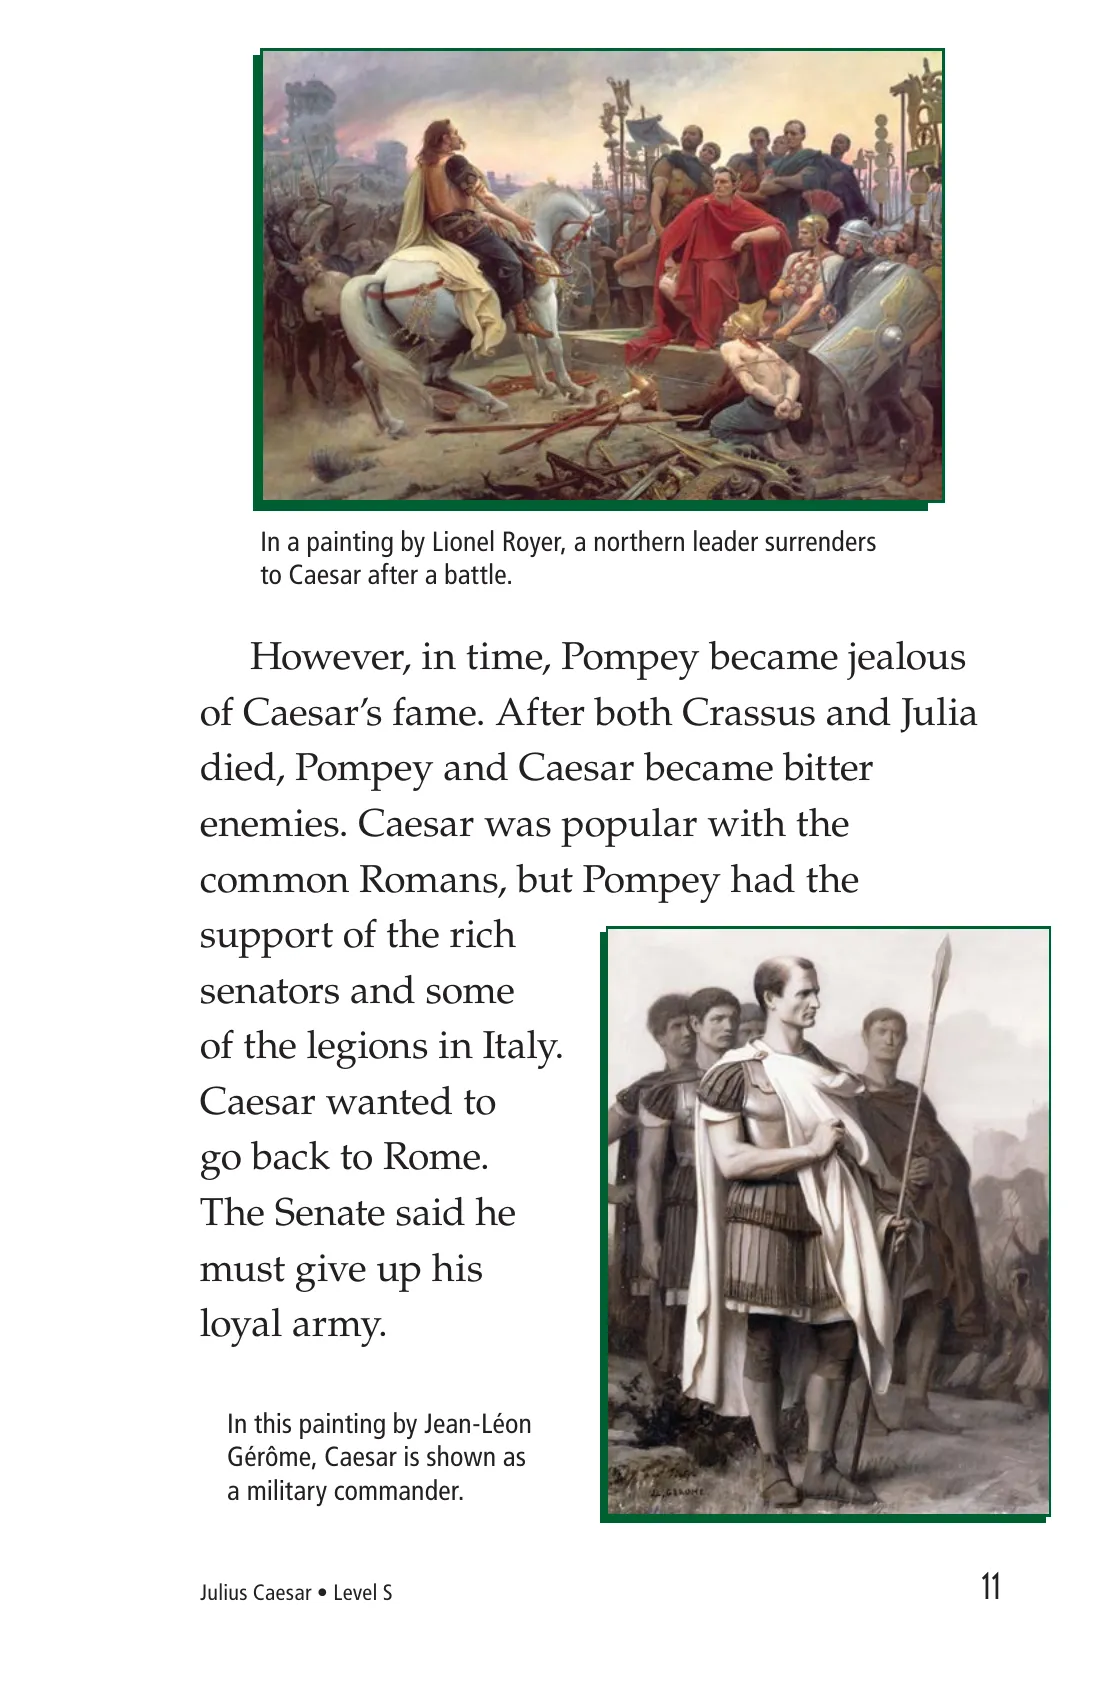 In a painting by Lionel Royer, a northern leader surrenders
to Caesar after a battle.
However, in time, Pompey became jealous
of Caesar’s fame. After both Crassus and Julia
died, Pompey and Caesar became bitter
enemies. Caesar was popular with the
common Romans, but Pompey had the
support of the rich
senators and some
of the legions in Italy.
Caesar wanted to
go back to Rome.
The Senate said he
must give up his
loyal army.
In this painting by Jean-Léon
Gérôme, Caesar is shown as
a military commander.
J.L. GEROME
Julius Caesar • Level S
11